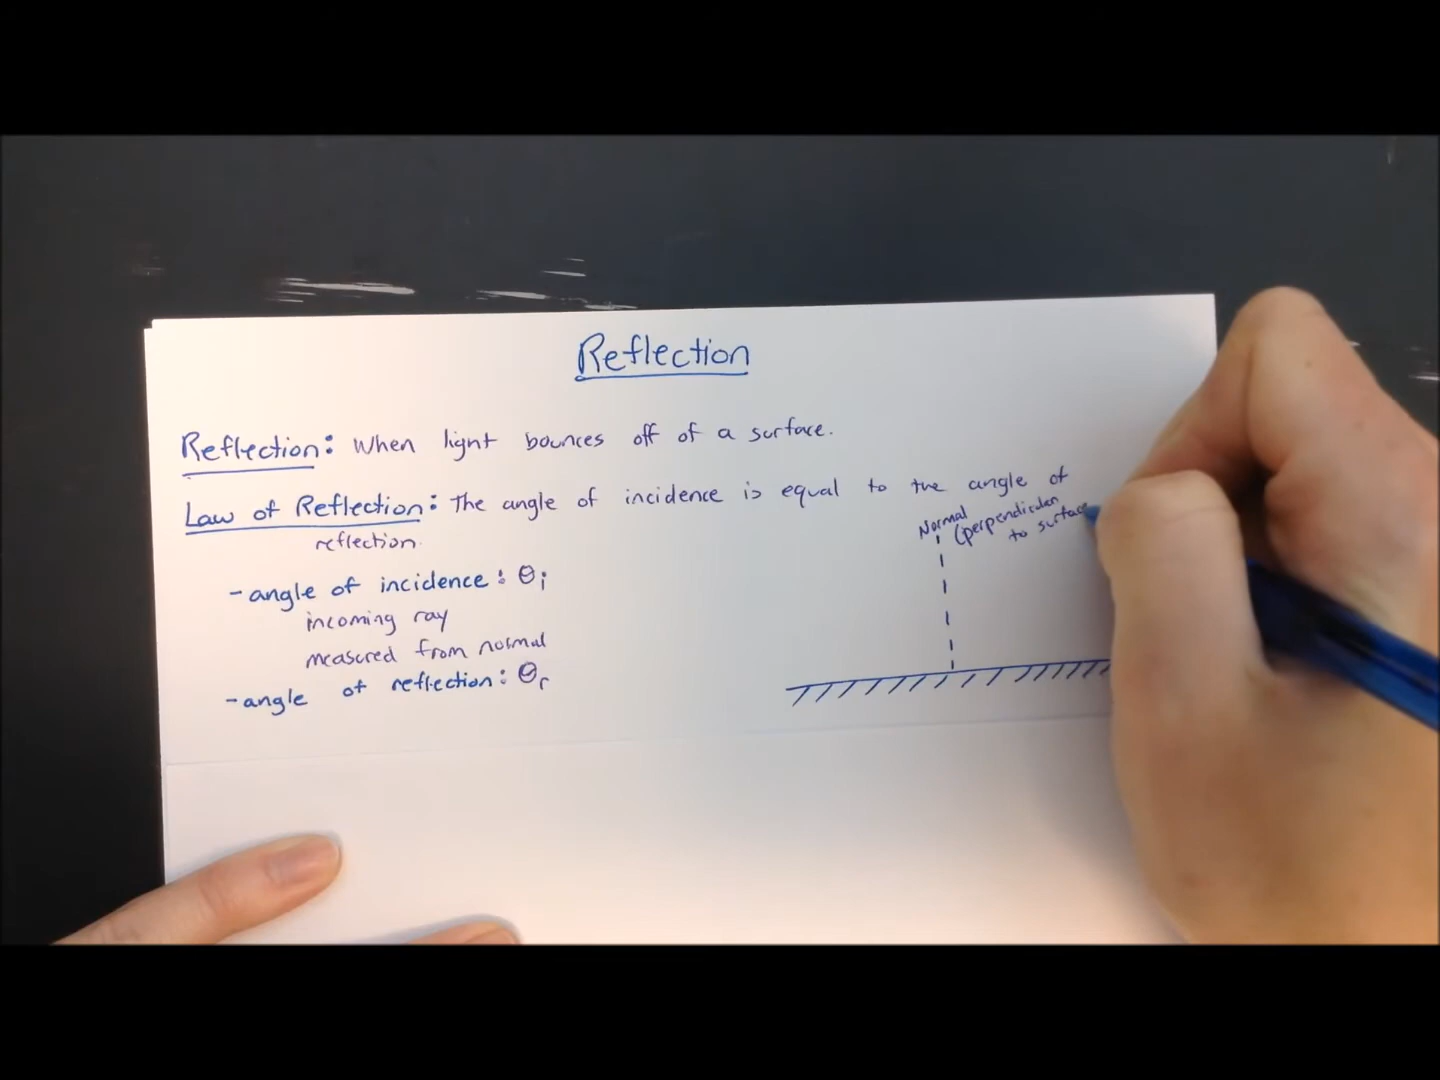 Reflection
Reflection: When light bounces off of a surface.
Law of Reflection: The angle of incidence is equal to the angle of
reflection.
- angle of incidence: θi
incoming ray
measured from normal
- angle of reflection: θr
Normal
(perpendicular
to surface